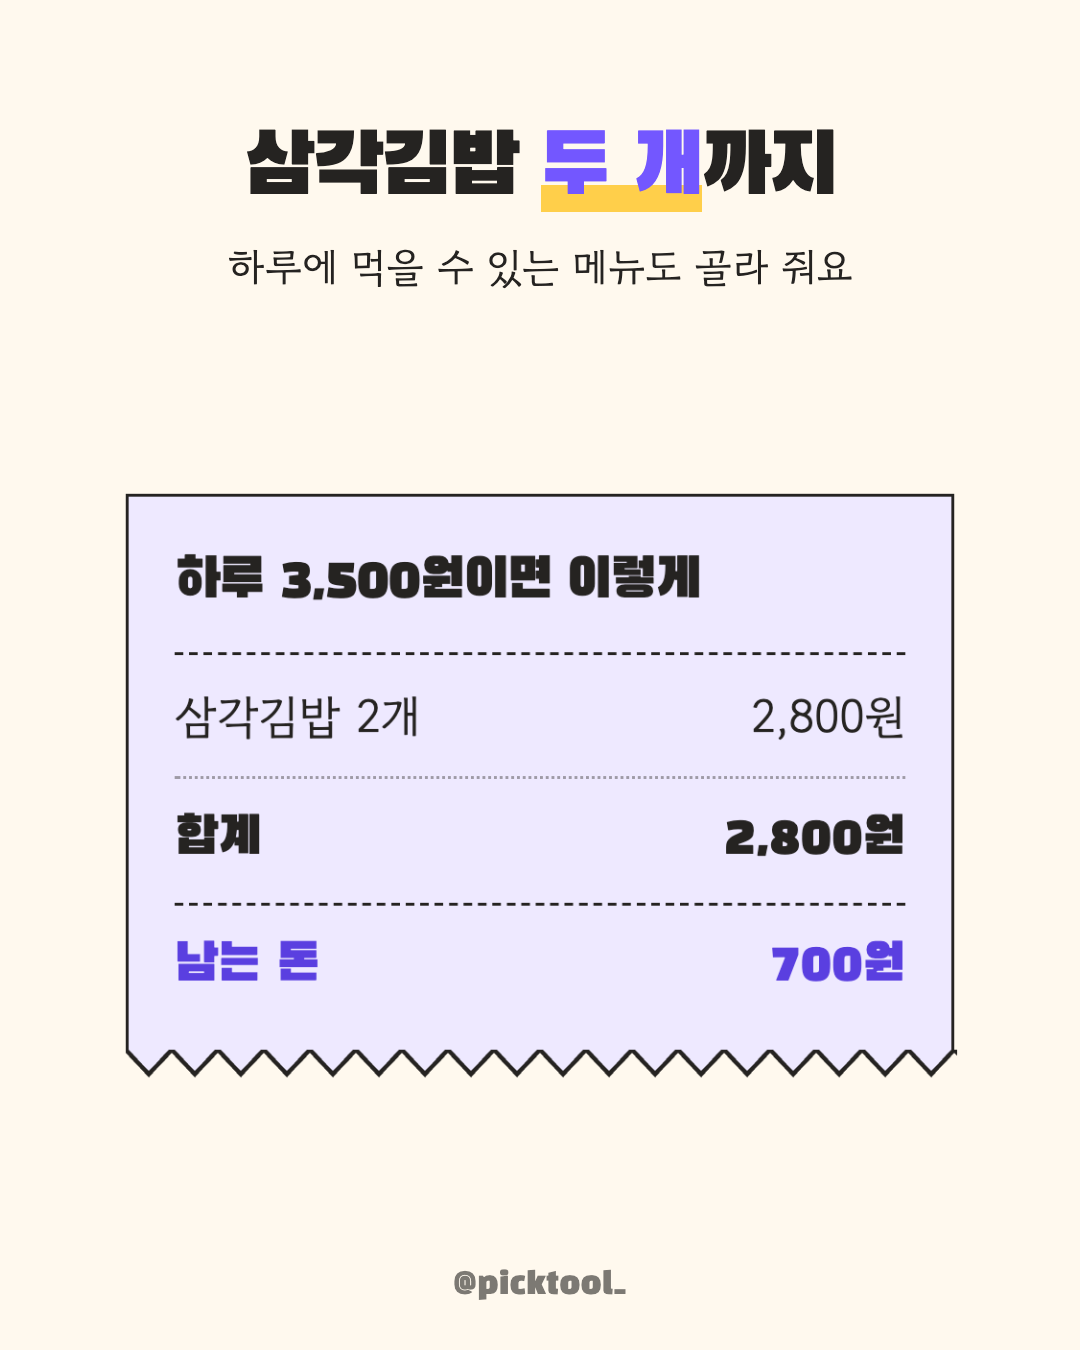 삼각김밥 두 개까지
하루에 먹을 수 있는 메뉴도 골라 줘요
하루 3,500원이면 이렇게
삼각김밥 2개 2,800원
합계 2,800원
남는 돈 700원
@picktool_